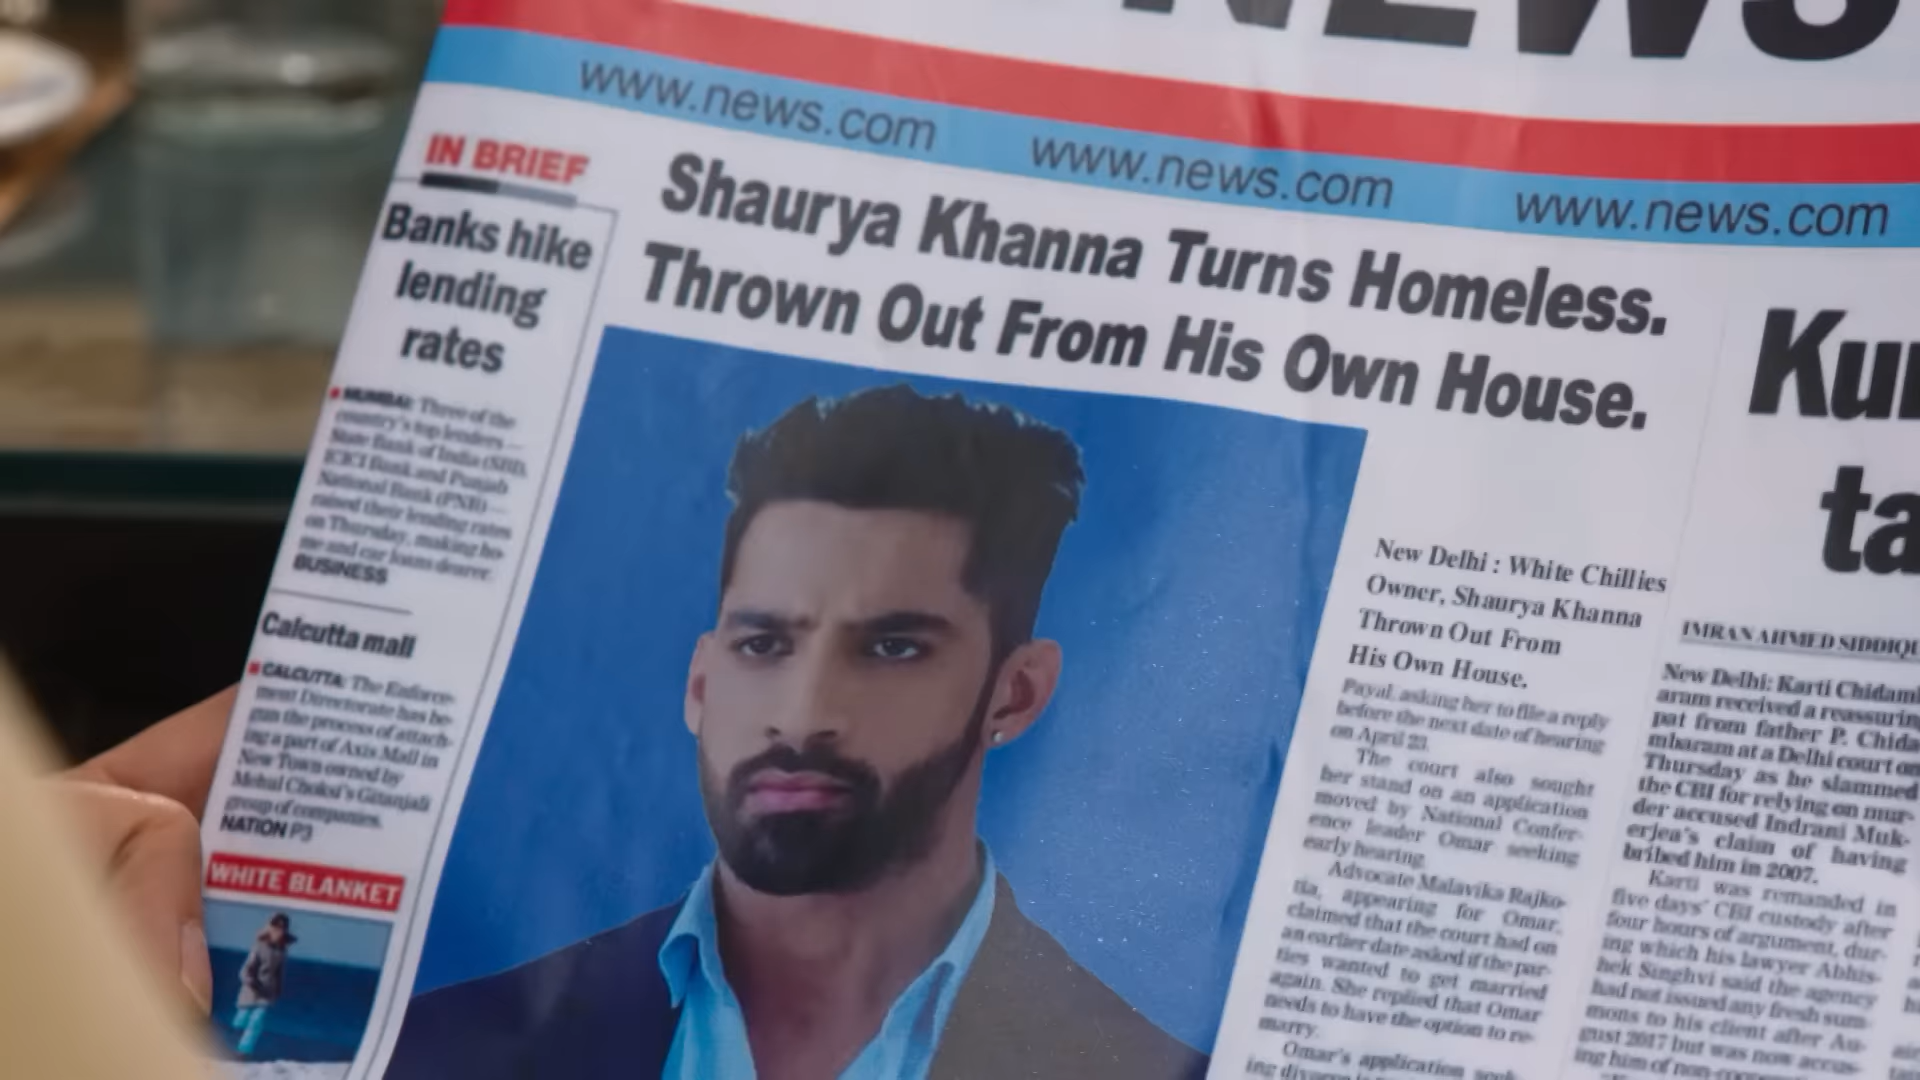 NEWS
www.news.com www.news.com www.news.com
IN BRIEF
Banks hike
lending
rates
MUMBAI: Three of the
country's top lenders —
State Bank of India (SBI),
ICICI Bank and Punjab
National Bank (PNB) —
raised their lending rates
on Thursday, making ho-
me and car loans dearer.
BUSINESS
Calcutta mall
CALCUTTA: The Enforce-
ment Directorate has be-
gun the process of attach-
ing a part of Axis Mall in
New Town owned by
Mehul Choksi's Gitanjali
group of companies.
NATION P3
WHITE BLANKET
Shaurya Khanna Turns Homeless.
Thrown Out From His Own House.
New Delhi : White Chillies
Owner, Shaurya Khanna
Thrown Out From
His Own House.
Payal, asking her to file a reply
before the next date of hearing
on April 23.
The court also sought
her stand on an application
moved by National Confer-
ence leader Omar seeking
early hearing.
Advocate Malavika Rajko-
tia, appearing for Omar,
claimed that the court had on
an earlier date asked if the par-
ties wanted to get married
again. She replied that Omar
needs to have the option to re-
marry.
Omar's application seek-
ing divorce
Ku
ta
IMRAN AHMED SIDDIQU
New Delhi: Karti Chidam
aram received a reassuring
pat from father P. Chida
mbaram at a Delhi court on
Thursday as he slammed
the CBI for relying on mur-
der accused Indrani Muk-
erjea's claim of having
bribed him in 2007.
Karti was remanded in
five days' CBI custody after
four hours of argument, dur-
ing which his lawyer Abhis-
hek Singhvi said the agency
had not issued any fresh sum-
mons to his client after Au-
gust 2017 but was now accus-
ing him of non-cooperation